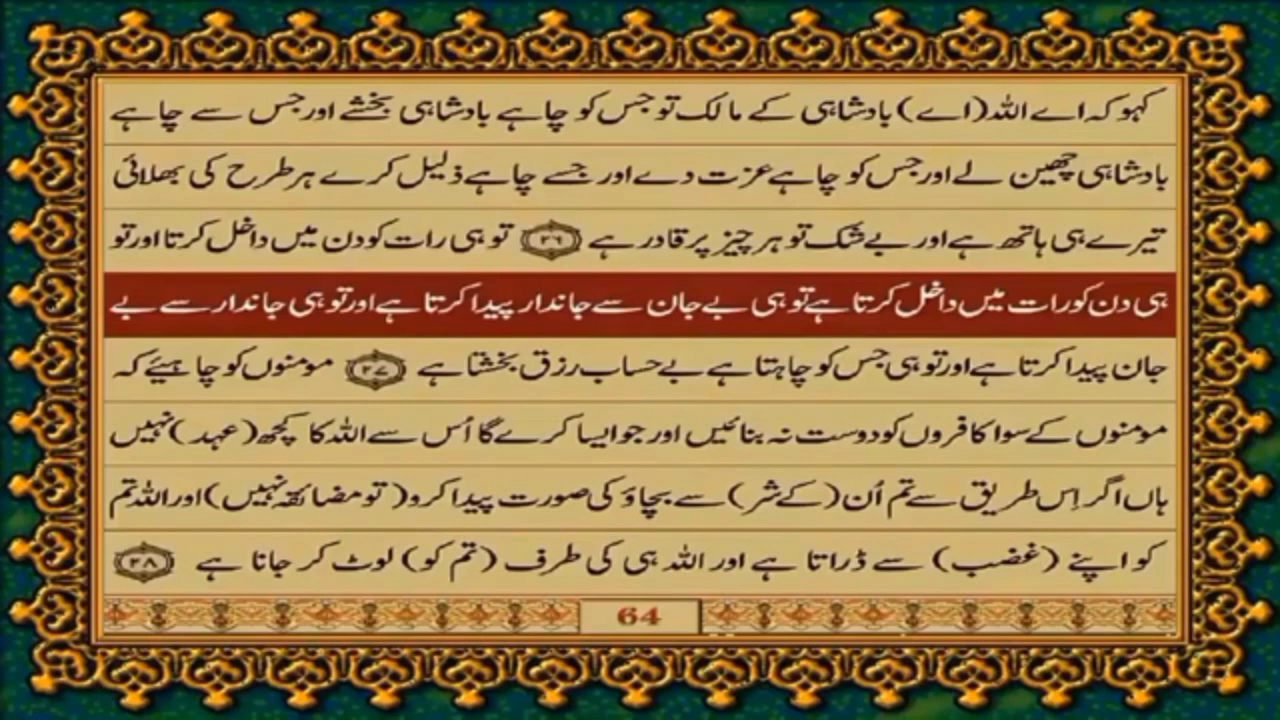 کہو کہ اے اللہ (اے) بادشاہی کے مالک تو جس کو چاہے بادشاہی بخشے اور جس سے چاہے
بادشاہی چھین لے اور جس کو چاہے عزت دے اور جسے چاہے ذلیل کرے ہر طرح کی بھلائی
تیرے ہی ہاتھ ہے اور بے شک تو ہر چیز پر قادر ہے ۲۶ تو ہی رات کو دن میں داخل کرتا اور تو
ہی دن کو رات میں داخل کرتا ہے تو ہی بے جان سے جاندار پیدا کرتا ہے اور تو ہی جاندار سے بے
جان پیدا کرتا ہے اور تو ہی جس کو چاہتا ہے بے حساب رزق بخشتا ہے ۲۷ مومنوں کو چاہیئے کہ
مومنوں کے سوا کافروں کو دوست نہ بنائیں اور جو ایسا کرے گا اُس سے اللہ کا کچھ (عہد) نہیں
ہاں اگر اِس طریق سے تم اُن (کے شر) سے بچاؤ کی صورت پیدا کرو (تو مضائقہ نہیں) اور اللہ تم
کو اپنے (غضب) سے ڈراتا ہے اور اللہ ہی کی طرف (تم کو) لوٹ کر جانا ہے ۲۸
64